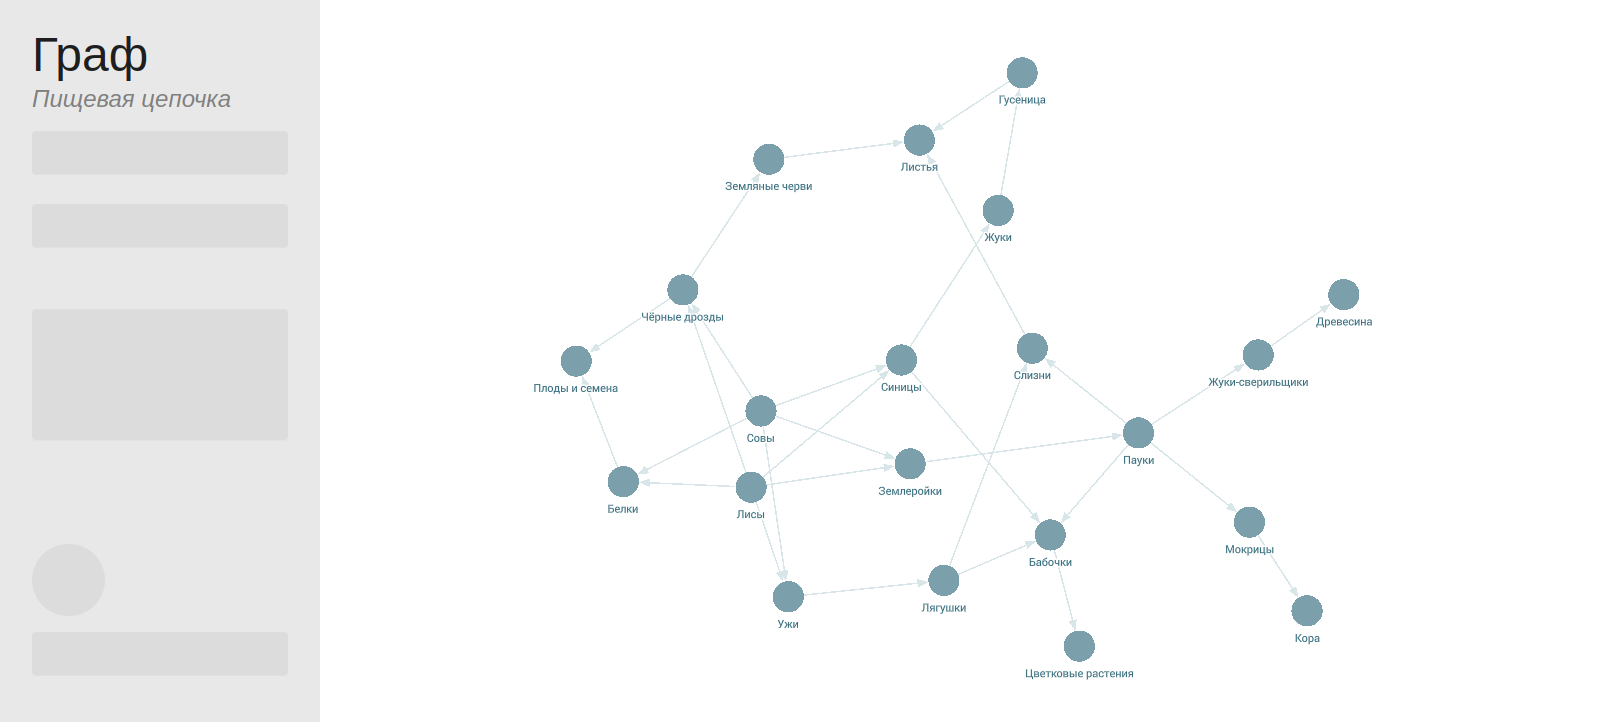 Граф
Пищевая цепочка
Гусеница
Листья
Земляные черви
Жуки
Чёрные дрозды
Древесина
Плоды и семена
Синицы
Слизни
Жуки-сверильщики
Совы
Пауки
Землеройки
Белки
Лисы
Мокрицы
Бабочки
Лягушки
Ужи
Кора
Цветковые растения